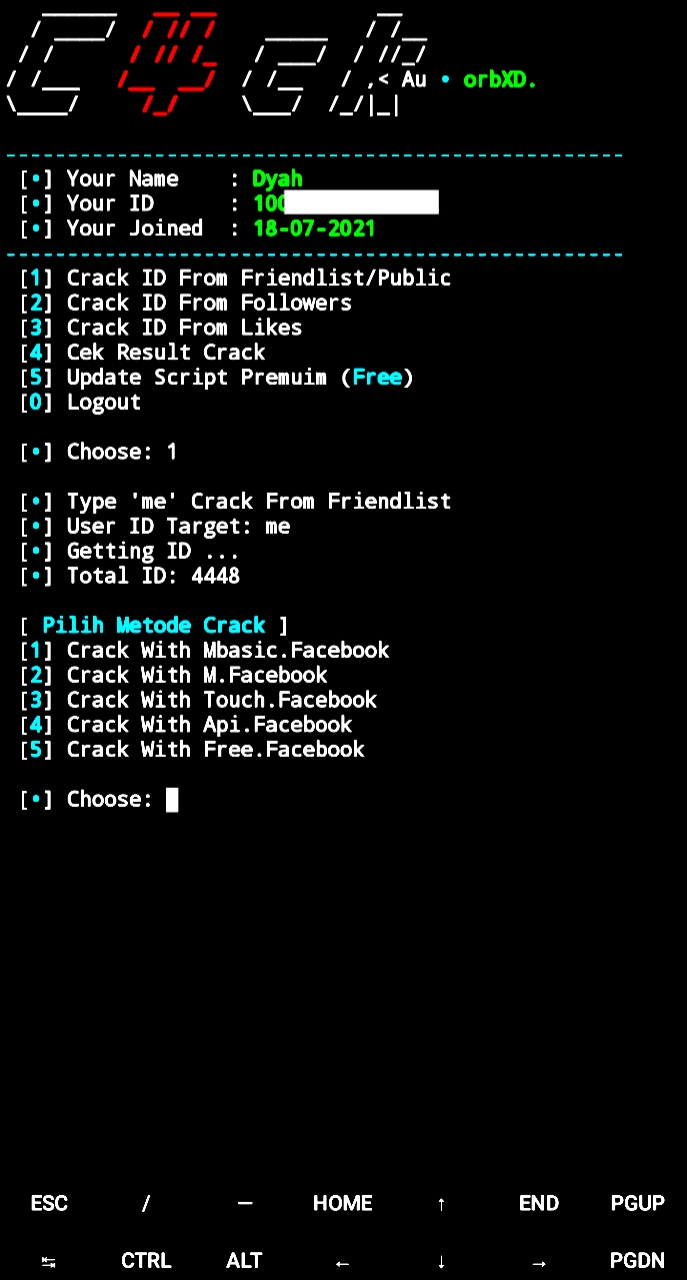 C4ek
Au • orbXD.
[•] Your Name : Dyah
[•] Your ID : 100
[•] Your Joined : 18-07-2021
[1] Crack ID From Friendlist/Public
[2] Crack ID From Followers
[3] Crack ID From Likes
[4] Cek Result Crack
[5] Update Script Premuim (Free)
[0] Logout
[•] Choose: 1
[•] Type 'me' Crack From Friendlist
[•] User ID Target: me
[•] Getting ID ...
[•] Total ID: 4448
[ Pilih Metode Crack ]
[1] Crack With Mbasic.Facebook
[2] Crack With M.Facebook
[3] Crack With Touch.Facebook
[4] Crack With Api.Facebook
[5] Crack With Free.Facebook
[•] Choose:
ESC / — HOME ↑ END PGUP
↹ CTRL ALT ← ↓ → PGDN